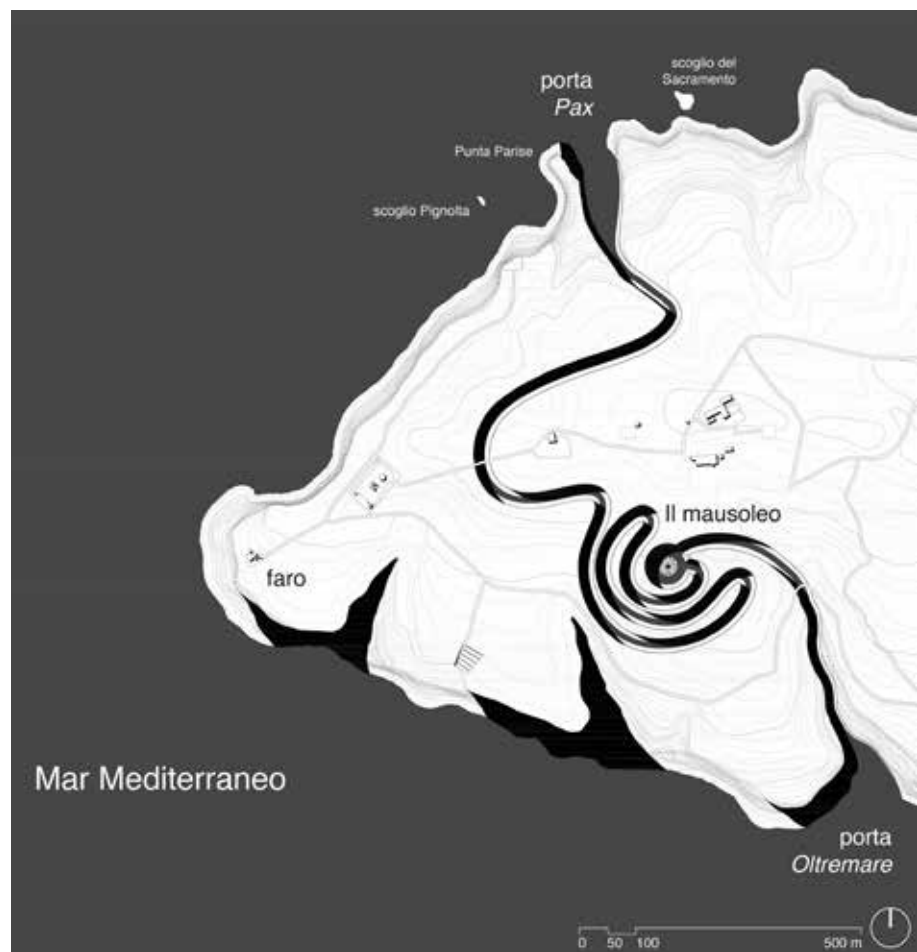 scoglio del
Sacramento
porta
Pax
Punta Parise
scoglio Pignolta
Il mausoleo
faro
Mar Mediterraneo
porta
Oltremare
0 50 100 500 m